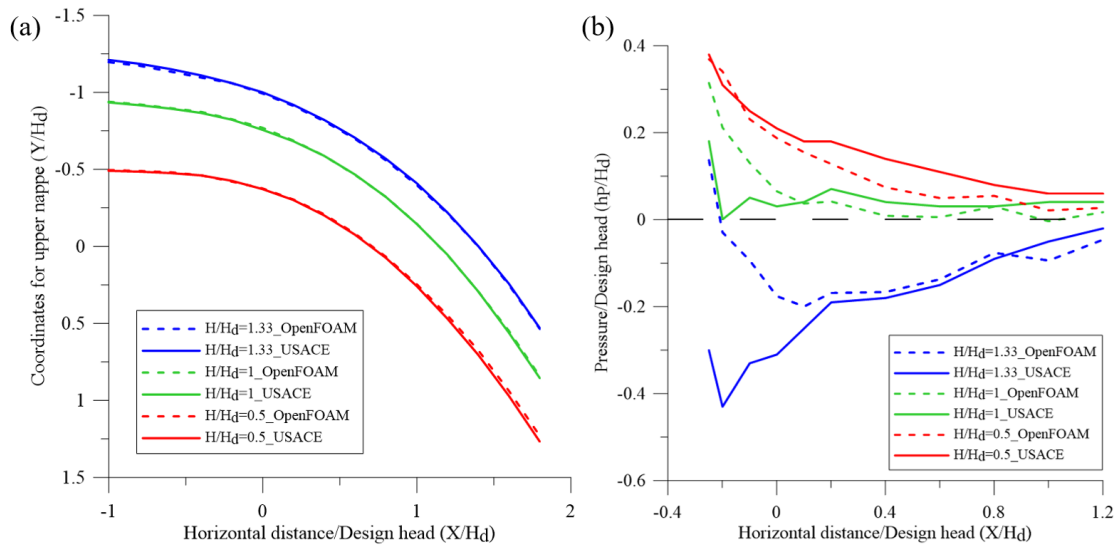 (a)
-1.5
-1
-0.5
0
0.5
1
1.5
Coordinates for upper nappe (Y/Hd)
H/Hd=1.33_OpenFOAM
H/Hd=1.33_USACE
H/Hd=1_OpenFOAM
H/Hd=1_USACE
H/Hd=0.5_OpenFOAM
H/Hd=0.5_USACE
-1 0 1 2
Horizontal distance/Design head (X/Hd)
(b)
0.4
0.2
0
-0.2
-0.4
-0.6
Pressure/Design head (hp/Hd)
H/Hd=1.33_OpenFOAM
H/Hd=1.33_USACE
H/Hd=1_OpenFOAM
H/Hd=1_USACE
H/Hd=0.5_OpenFOAM
H/Hd=0.5_USACE
-0.4 0 0.4 0.8 1.2
Horizontal distance/Design head (X/Hd)